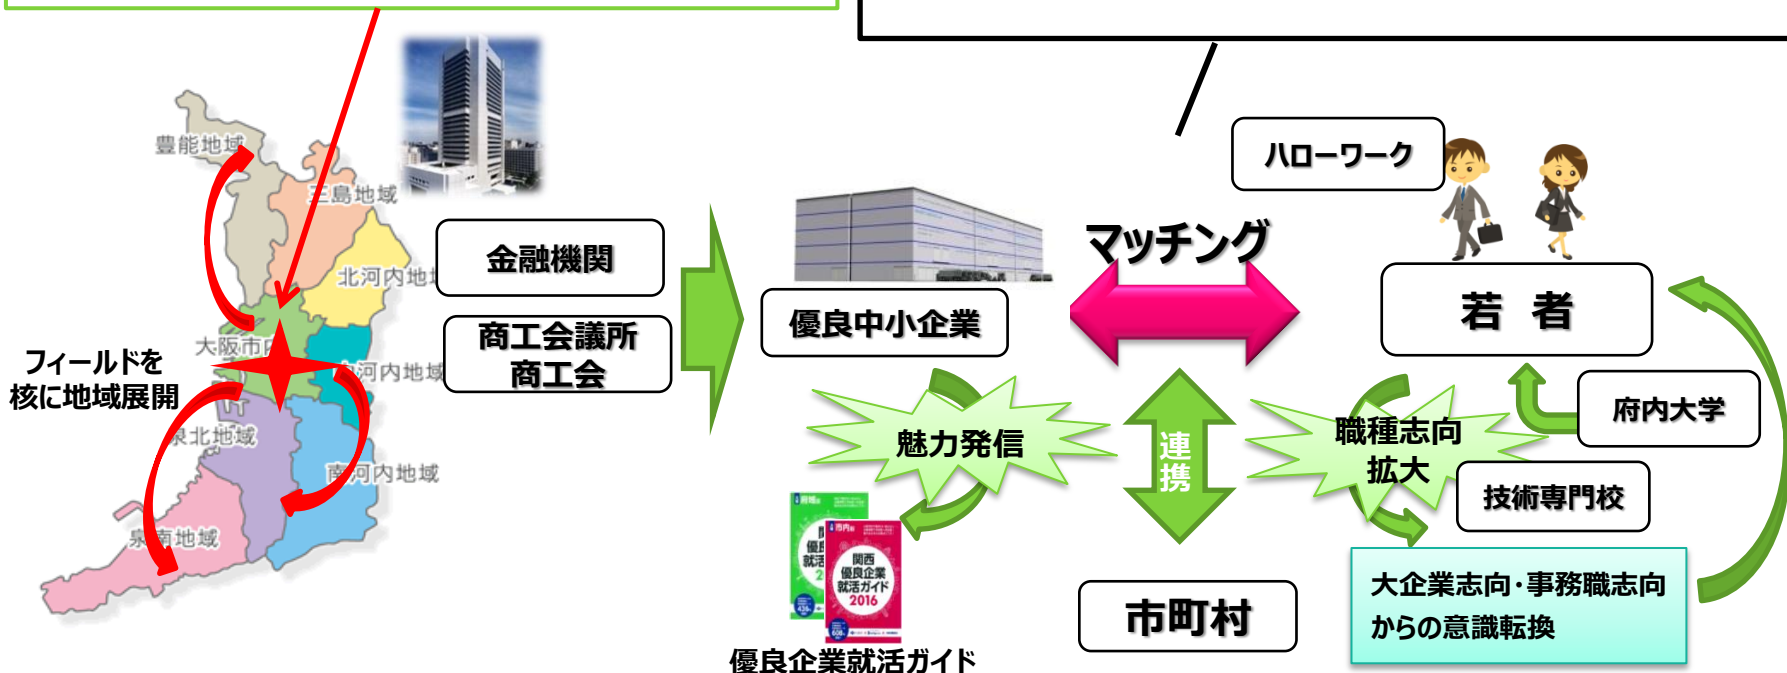 豊能地域
三島地域
北河内地域
大阪市内
中河内地域
泉北地域
南河内地域
泉南地域
フィールドを
核に地域展開
金融機関
商工会議所
商工会
優良中小企業
マッチング
ハローワーク
若 者
魅力発信
連
携
職種志向
拡大
府内大学
技術専門校
大企業志向・事務職志向
からの意識転換
市町村
市内版
関西
優良企業
就活ガイド
2016
優良企業就活ガイド